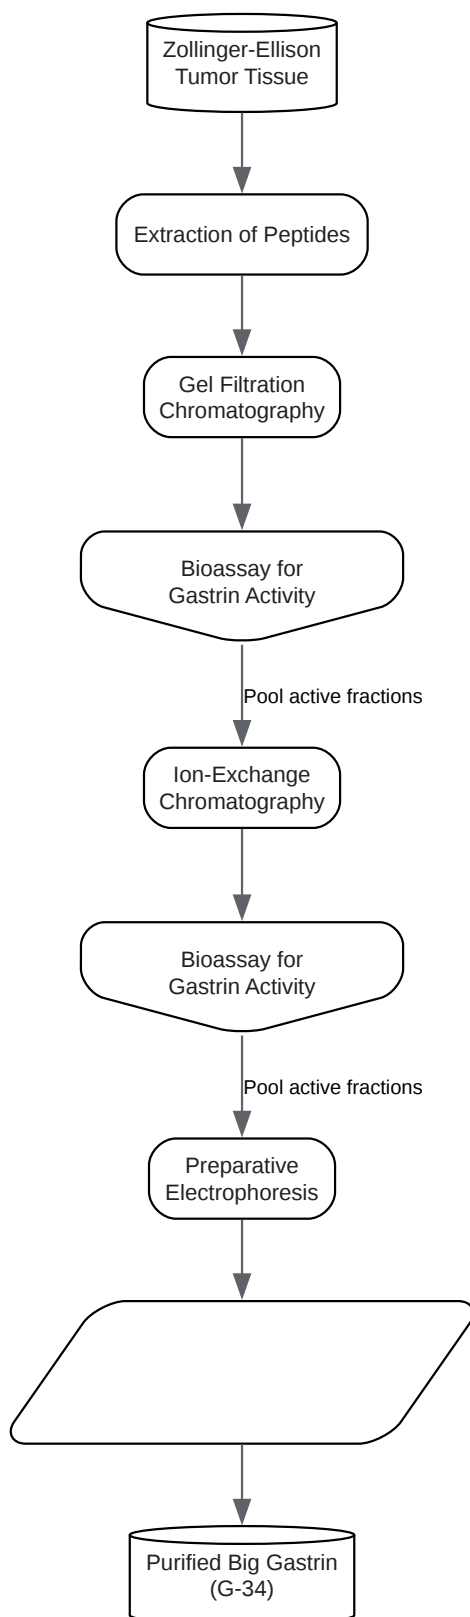 Zollinger-Ellison
Tumor Tissue
Extraction of Peptides
Gel Filtration
Chromatography
Bioassay for
Gastrin Activity
Pool active fractions
Ion-Exchange
Chromatography
Bioassay for
Gastrin Activity
Pool active fractions
Preparative
Electrophoresis
Purified Big Gastrin
(G-34)